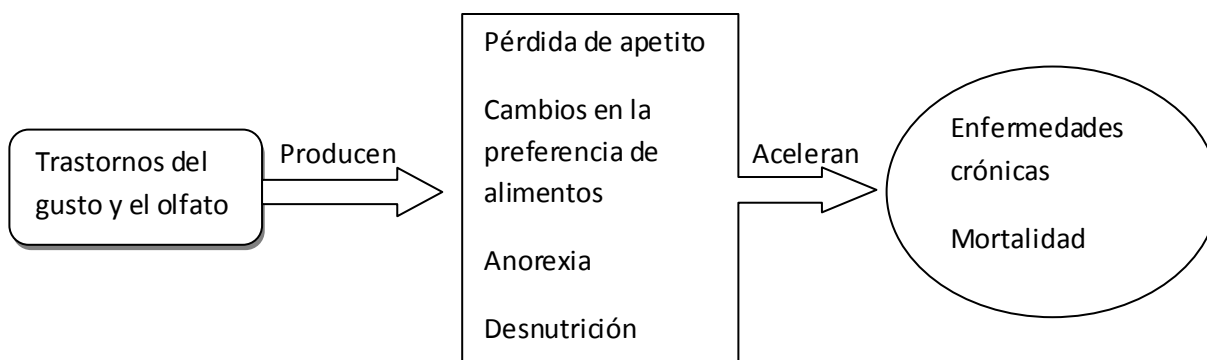 Trastornos del
gusto y el olfato
Producen
Pérdida de apetito
Cambios en la
preferencia de
alimentos
Anorexia
Desnutrición
Aceleran
Enfermedades
crónicas
Mortalidad